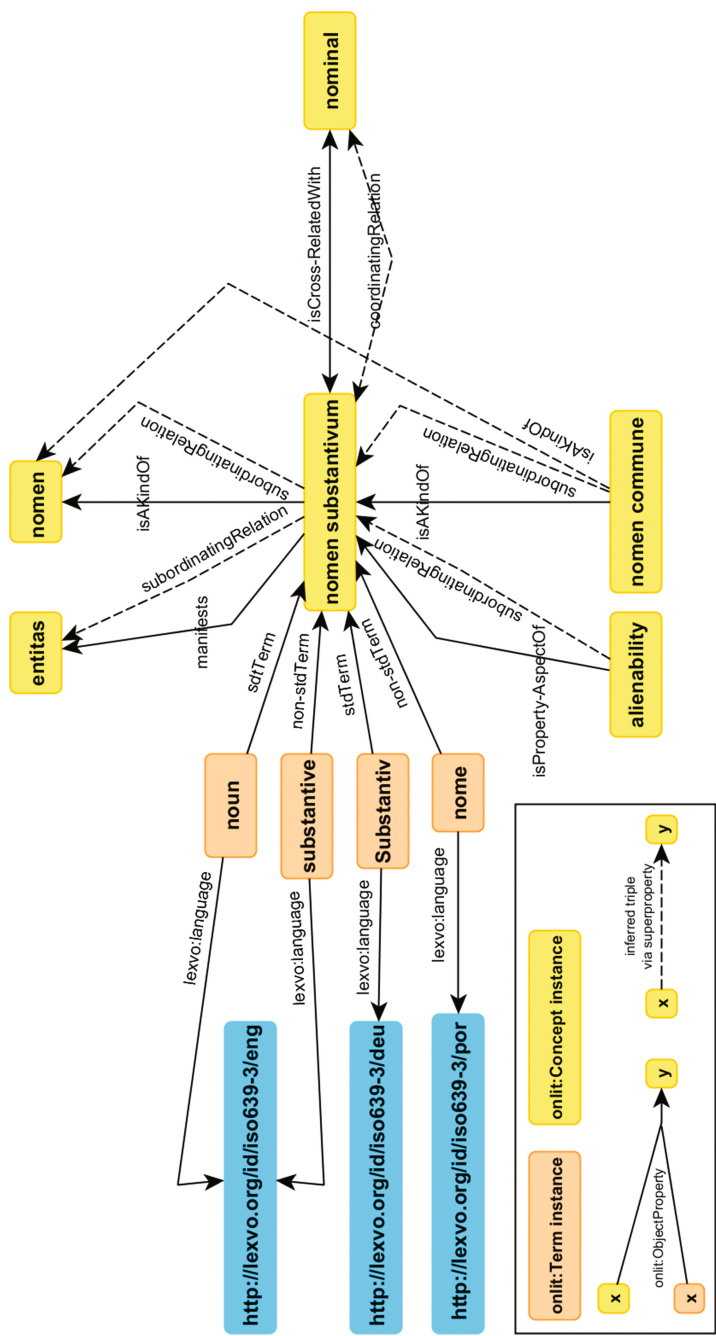 entitas
nomen
manifests
subordinatingRelation
isAKindOf
subordinatingRelation
lexvo:language
noun
sdtTerm
http://lexvo.org/id/iso639-3/eng
lexvo:language
substantive
non-stdTerm
nomen substantivum
isCross-RelatedWith
nominal
coordinatingRelation
http://lexvo.org/id/iso639-3/deu
lexvo:language
Substantiv
stdTerm
http://lexvo.org/id/iso639-3/por
lexvo:language
nome
non-stdTerm
isProperty-AspectOf
subordinatingRelation
isAKindOf
subordinatingRelation
isAKindOf
alienability
nomen commune
onlit:Term instance
onlit:Concept instance
x
onlit:ObjectProperty
y
x
x
inferred triple
via superproperty
y